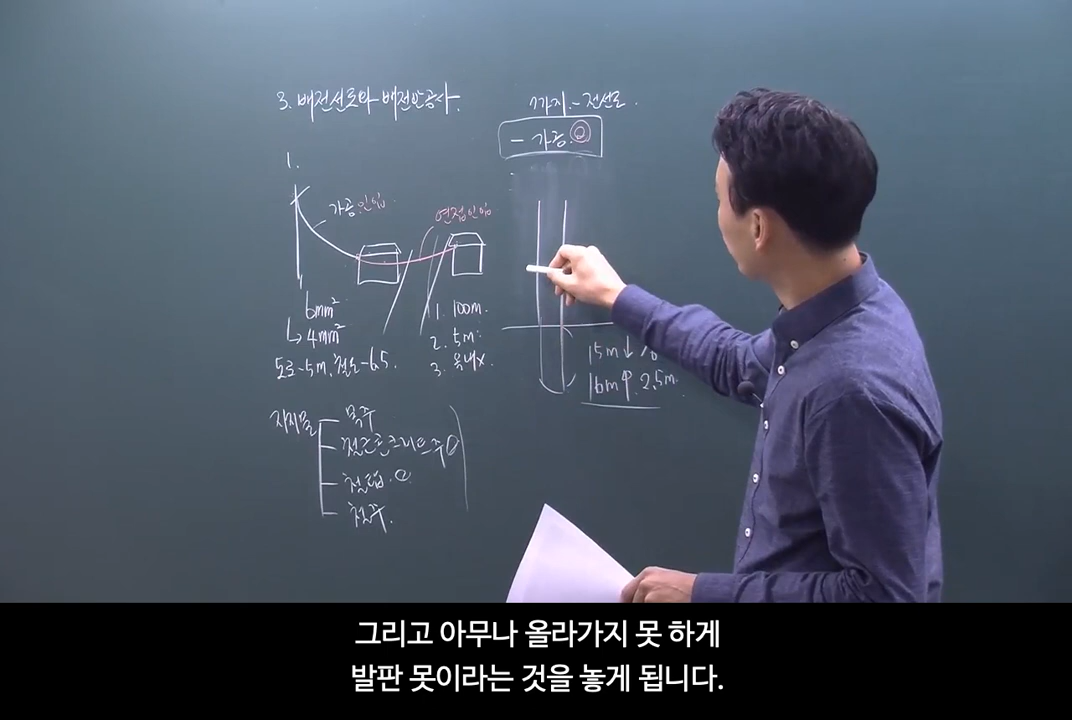 3. 배전선로와 배전반공사.
1.
가공인입.
연접인입
6mm²
↳ 4mm²
도로-5m, 철도-6.5.
1. 100m.
2. 5m.
3. 옥내x.
지지물
목주
철근콘크리트주
철탑.
철주.
7가지.-전선로.
- 가공.
15m↓ 1/6
16m↑ 2.5m.
그리고 아무나 올라가지 못 하게
발판 못이라는 것을 놓게 됩니다.